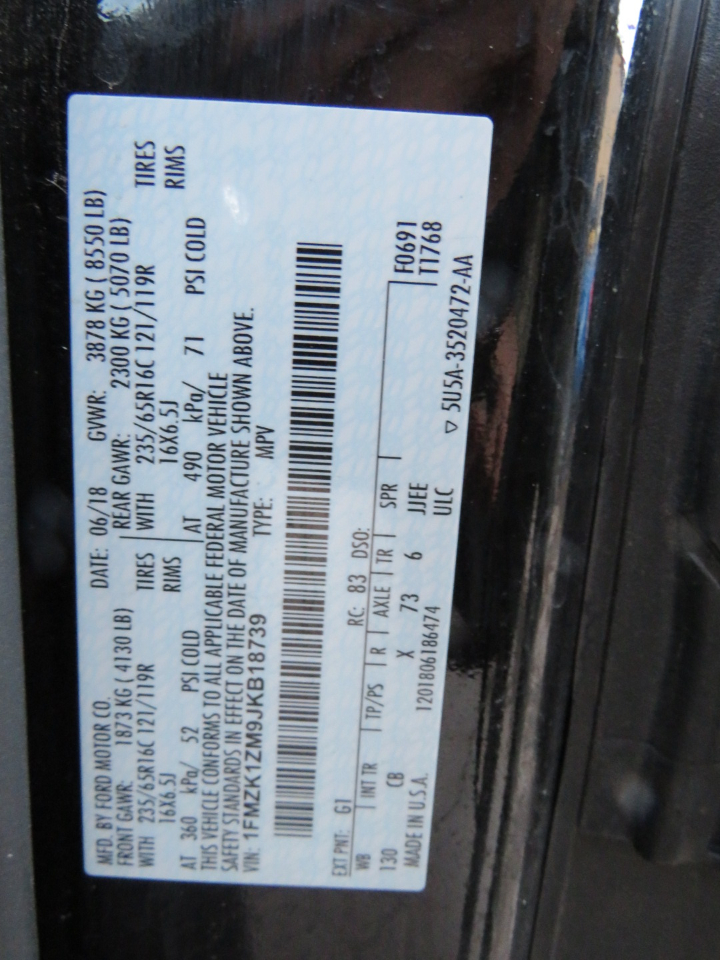 MFD. BY FORD MOTOR CO. DATE: 06/18 GVWR: 3878 KG ( 8550 LB)
FRONT GAWR: 1873 KG ( 4130 LB) REAR GAWR: 2300 KG ( 5070 LB)
WITH 235/65R16C 121/119R TIRES WITH 235/65R16C 121/119R TIRES
16X6.5J RIMS 16X6.5J RIMS
AT 360 kPa/ 52 PSI COLD AT 490 kPa/ 71 PSI COLD
THIS VEHICLE CONFORMS TO ALL APPLICABLE FEDERAL MOTOR VEHICLE
SAFETY STANDARDS IN EFFECT ON THE DATE OF MANUFACTURE SHOWN ABOVE.
VIN: 1FMZK1ZM9JKB18739 TYPE: MPV
EXT PNT: G1 RC: 83 DSO:
WB INT TR TP/PS R AXLE TR SPR F0691
130 CB X 73 6 JJEE T1768
MADE IN U.S.A. 1201806186474 ULC ▽ 5U5A-3520472-AA